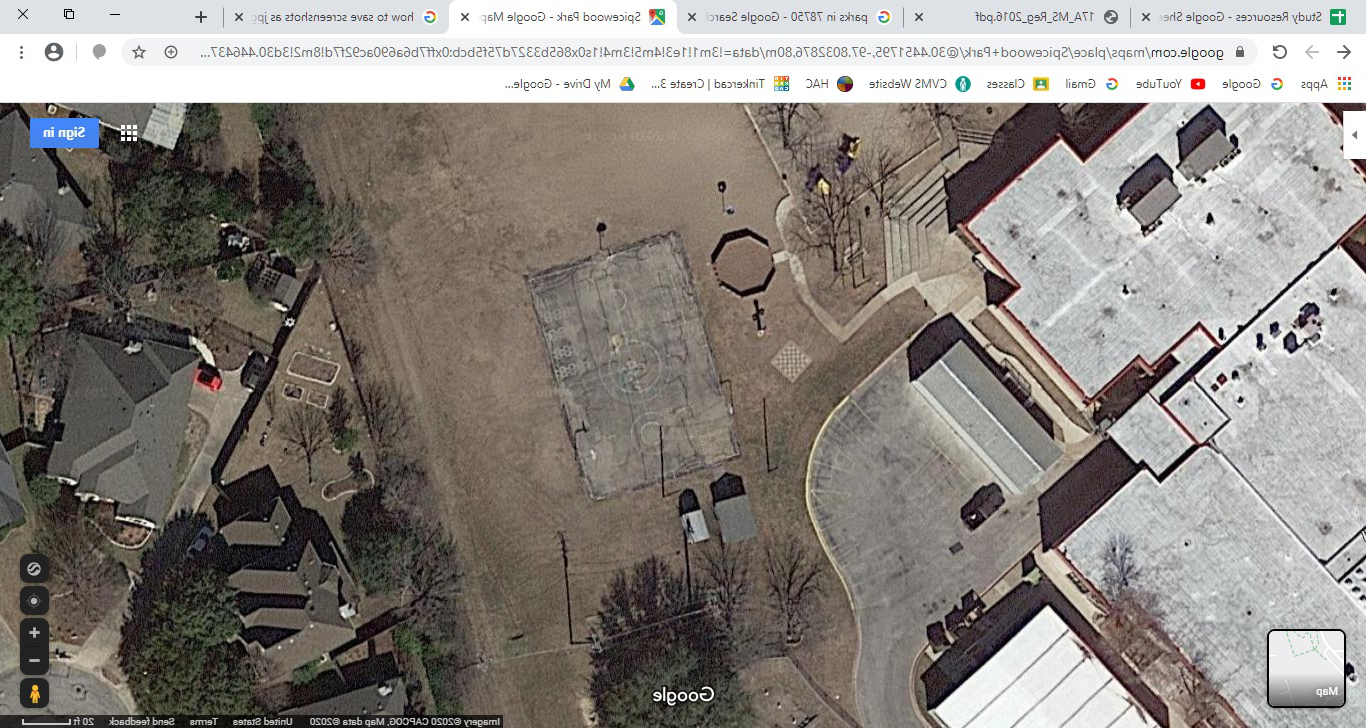 Study Resources - Google She
17A_MS_Reg_2016.pdf
parks in 78750 - Google Search
Spicewood Park - Google Map
how to save screenshots as jpg
google.com/maps/place/Spicewood+Park/@30.4451795,-97.8032876,80m/data=!3m1!1e3!4m5!3m4!1s0x865b3327d75f5bcb:0xff7b6a690ac927fd!8m2!3d30.446437...
Apps Google YouTube Gmail Classes CVMS Website HAC Tinkercad | Create 3... My Drive - Google...
Sign in
Map
Google
Imagery ©2020 CAPCOG, Map data ©2020 United States Terms Send feedback 20 ft